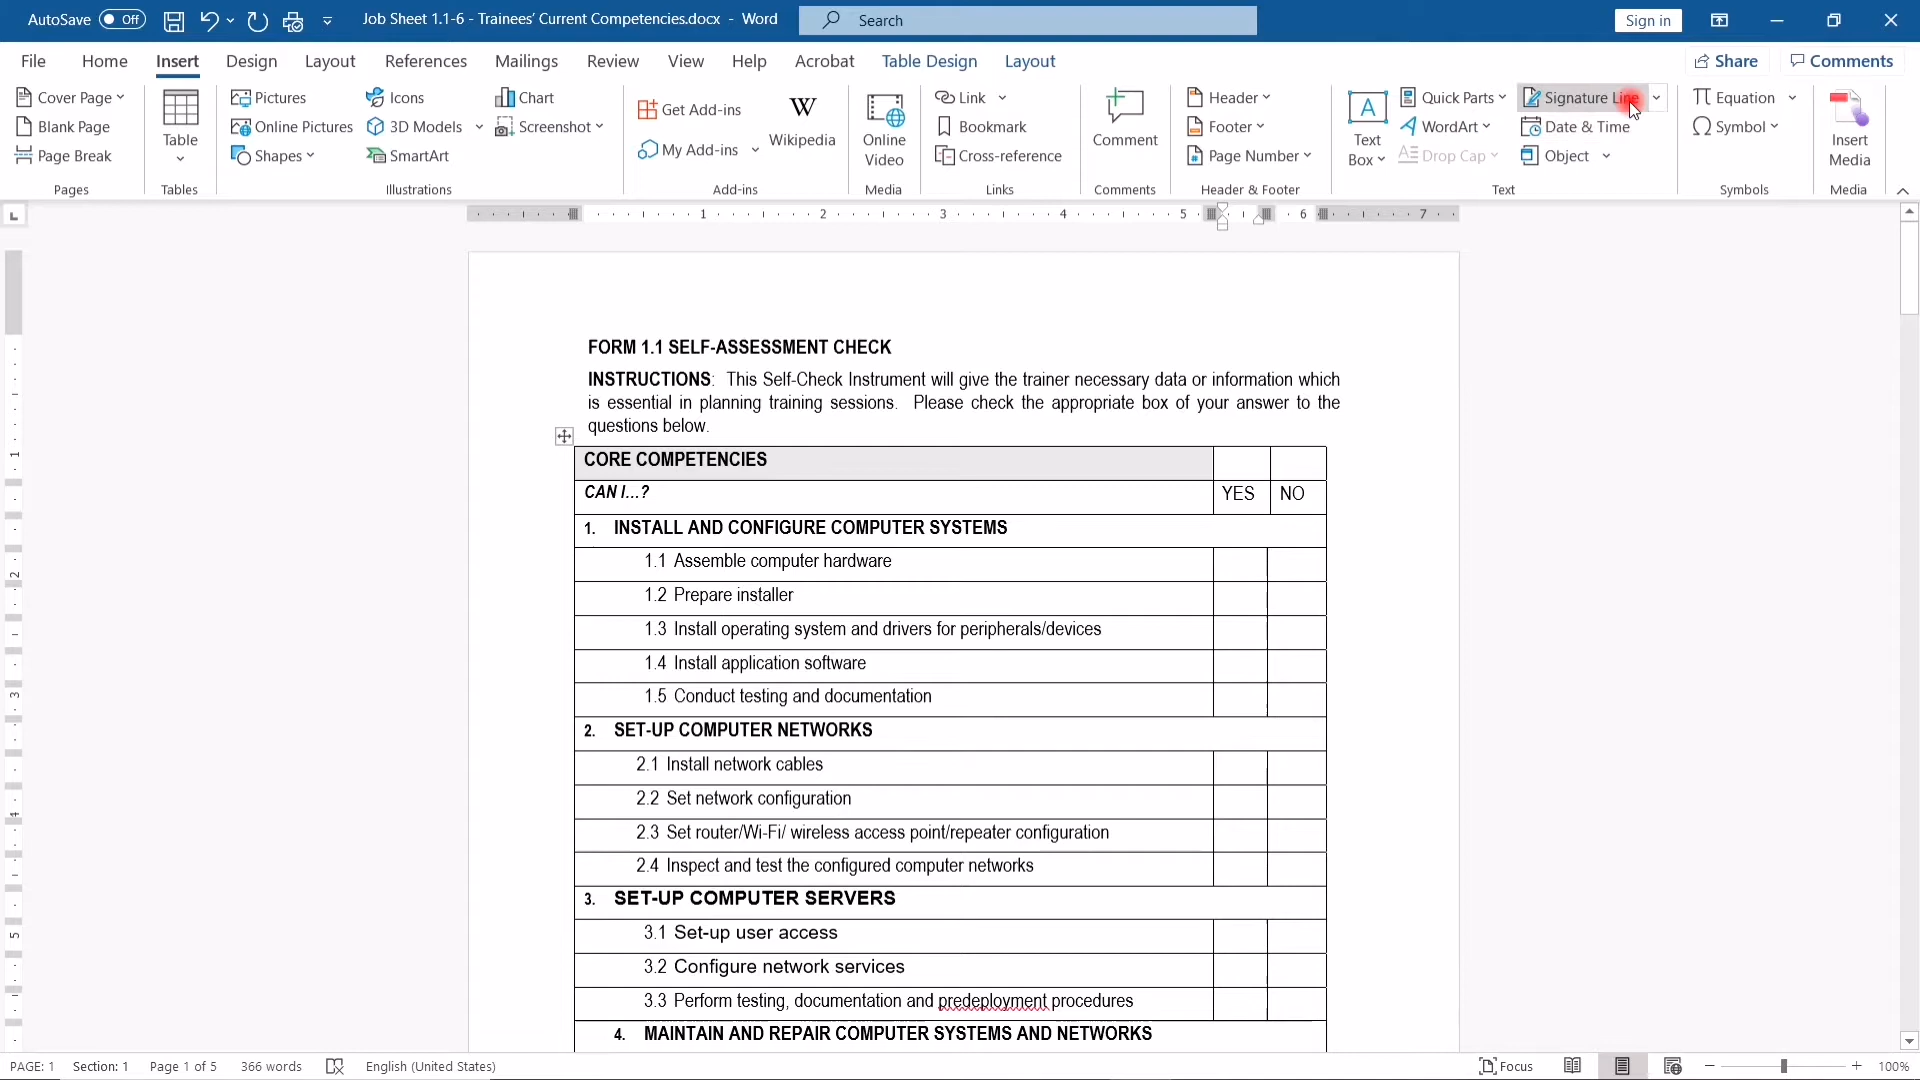 AutoSave Off Job Sheet 1.1-6 - Trainees' Current Competencies.docx - Word Search Sign in
File Home Insert Design Layout References Mailings Review View Help Acrobat Table Design Layout Share Comments
Cover Page
Blank Page
Page Break
Pages
Table
Tables
Pictures
Online Pictures
Shapes
Icons
3D Models
SmartArt
Chart
Screenshot
Illustrations
Get Add-ins
My Add-ins
Wikipedia
Add-ins
Online
Video
Media
Link
Bookmark
Cross-reference
Links
Comment
Comments
Header
Footer
Page Number
Header & Footer
Text
Box
Quick Parts
WordArt
Drop Cap
Signature Line
Date & Time
Object
Text
Equation
Symbol
Symbols
Insert
Media
Media
1 2 3 4 5 6 7
FORM 1.1 SELF-ASSESSMENT CHECK
INSTRUCTIONS: This Self-Check Instrument will give the trainer necessary data or information which
is essential in planning training sessions. Please check the appropriate box of your answer to the
questions below.
CORE COMPETENCIES
CAN I...? YES NO
1. INSTALL AND CONFIGURE COMPUTER SYSTEMS
1.1 Assemble computer hardware
1.2 Prepare installer
1.3 Install operating system and drivers for peripherals/devices
1.4 Install application software
1.5 Conduct testing and documentation
2. SET-UP COMPUTER NETWORKS
2.1 Install network cables
2.2 Set network configuration
2.3 Set router/Wi-Fi/ wireless access point/repeater configuration
2.4 Inspect and test the configured computer networks
3. SET-UP COMPUTER SERVERS
3.1 Set-up user access
3.2 Configure network services
3.3 Perform testing, documentation and predeployment procedures
4. MAINTAIN AND REPAIR COMPUTER SYSTEMS AND NETWORKS
1
2
3
4
5
PAGE: 1 Section: 1 Page 1 of 5 366 words English (United States) Focus 100%